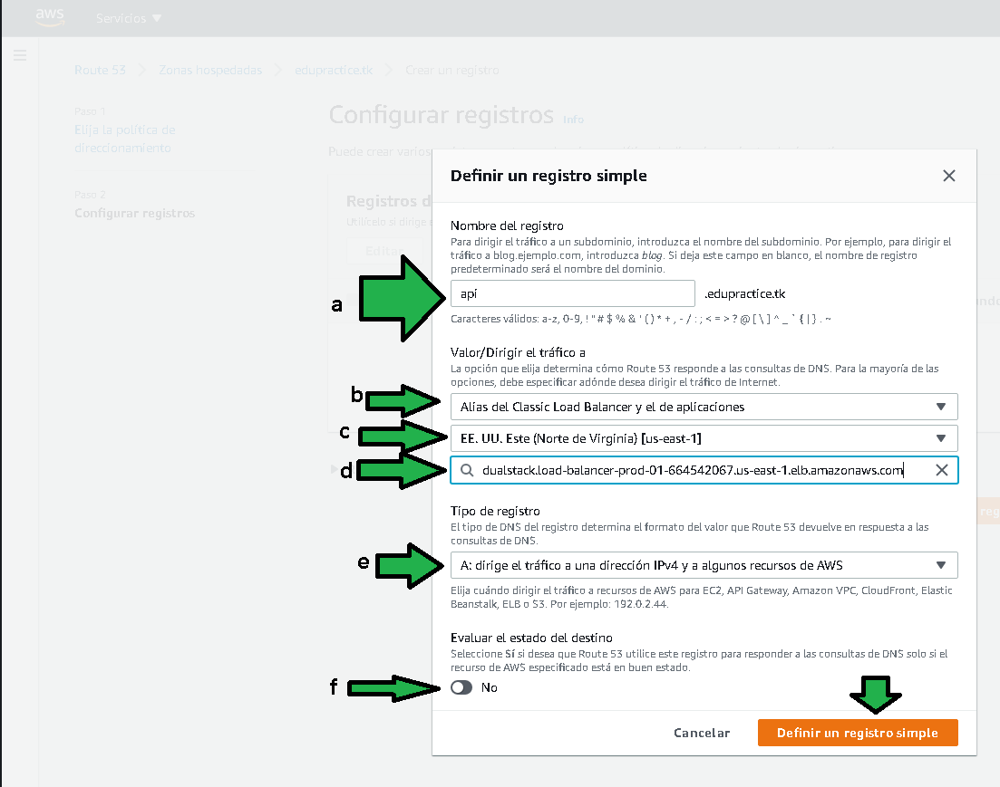 aws
Servicios ▼
Route 53 > Zonas hospedadas > edupractice.tk > Crear un registro
Paso 1
Elija la política de
direccionamiento
Paso 2
Configurar registros
Configurar registros Info
Puede crear varios
Registros d
Utilícelo si dirige
Editar
Definir un registro simple
Nombre del registro
Para dirigir el tráfico a un subdominio, introduzca el nombre del subdominio. Por ejemplo, para dirigir el
tráfico a blog.ejemplo.com, introduzca blog. Si deja este campo en blanco, el nombre de registro
predeterminado será el nombre del dominio.
a
api
.edupractice.tk
Caracteres válidos: a-z, 0-9, ! " # $ % & ' ( ) * + , - / : ; < = > ? @ [ \ ] ^ _ ` { | } . ~
Valor/Dirigir el tráfico a
La opción que elija determina cómo Route 53 responde a las consultas de DNS. Para la mayoría de las
opciones, debe especificar adónde desea dirigir el tráfico de Internet.
b
Alias del Classic Load Balancer y el de aplicaciones
c
EE. UU. Este (Norte de Virginia) [us-east-1]
d
dualstack.load-balancer-prod-01-664542067.us-east-1.elb.amazonaws.com
Tipo de registro
El tipo de DNS del registro determina el formato del valor que Route 53 devuelve en respuesta a las
consultas de DNS.
e
A: dirige el tráfico a una dirección IPv4 y a algunos recursos de AWS
Elija cuándo dirigir el tráfico a recursos de AWS para EC2, API Gateway, Amazon VPC, CloudFront, Elastic
Beanstalk, ELB o S3. Por ejemplo: 192.0.2.44.
Evaluar el estado del destino
Seleccione Sí si desea que Route 53 utilice este registro para responder a las consultas de DNS solo si el
recurso de AWS especificado está en buen estado.
f
No
Cancelar
Definir un registro simple